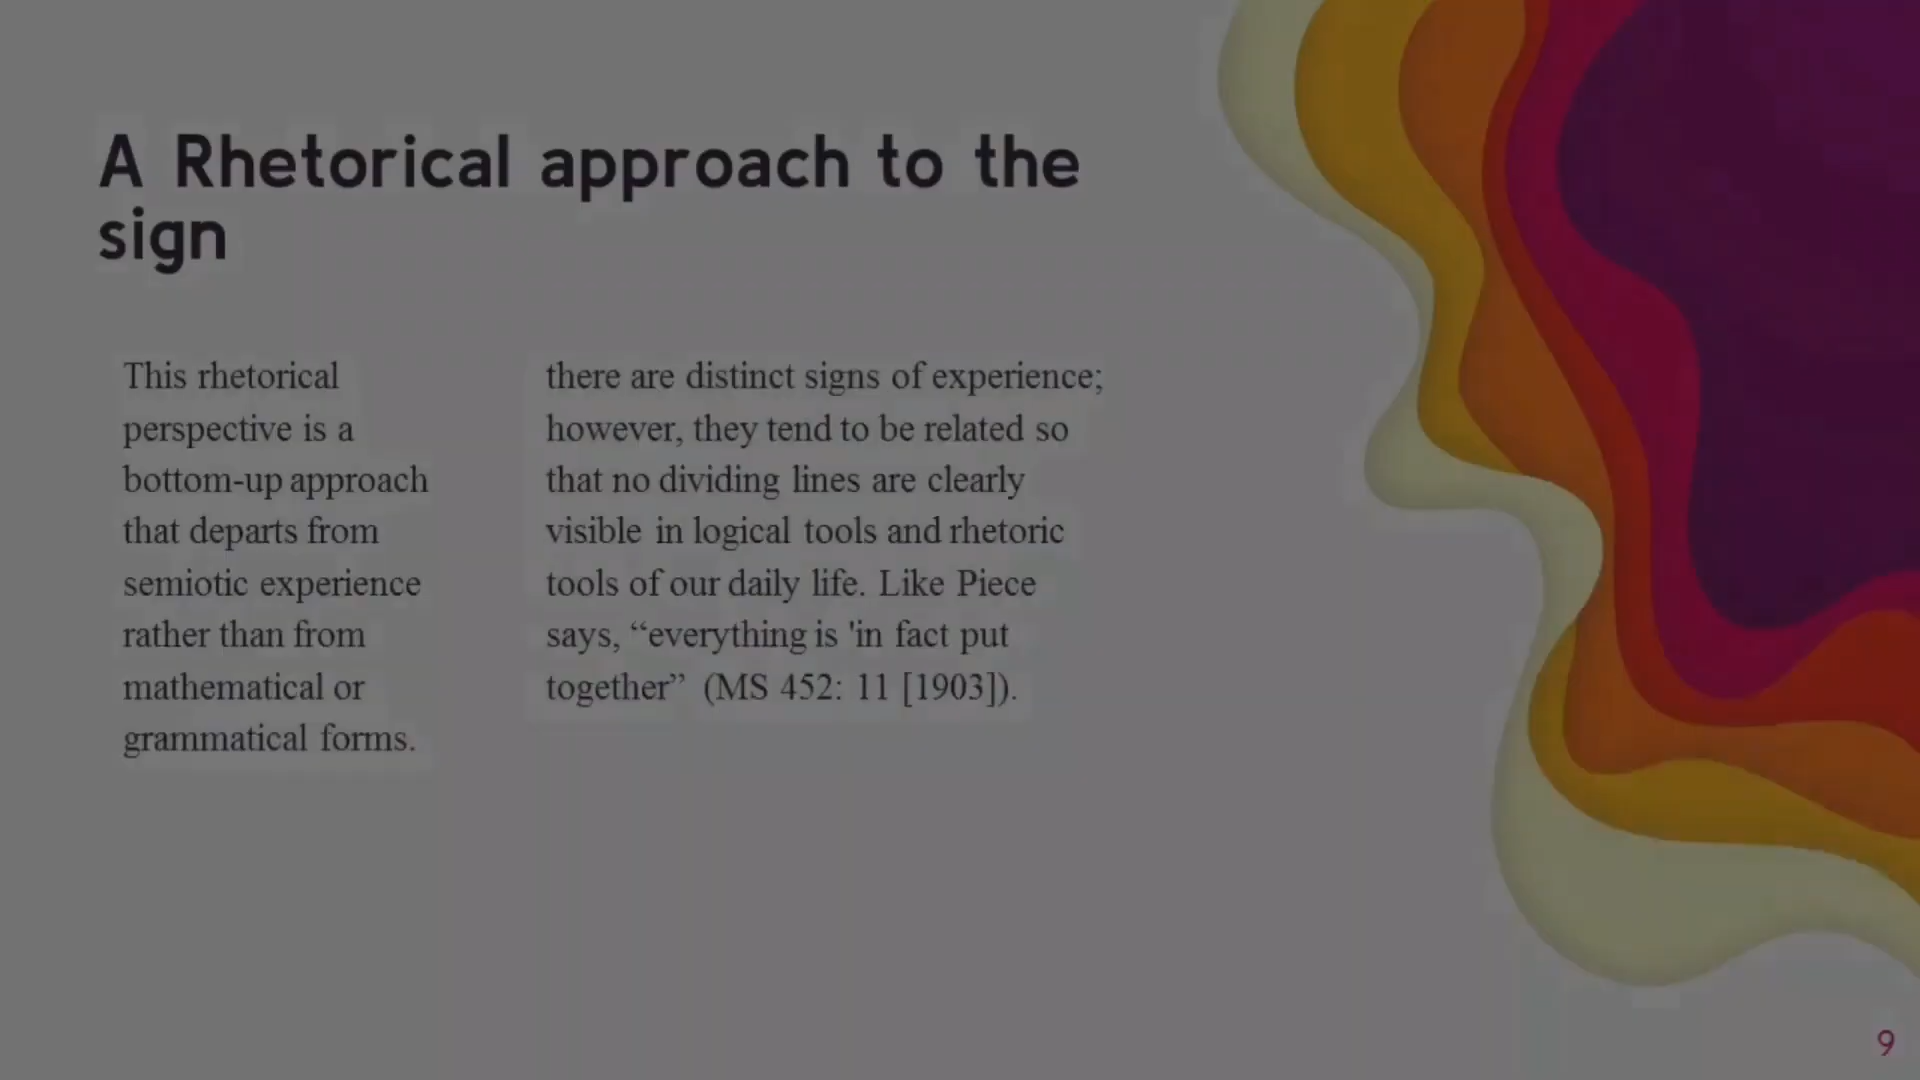 A Rhetorical approach to the
sign
This rhetorical
perspective is a
bottom-up approach
that departs from
semiotic experience
rather than from
mathematical or
grammatical forms.
there are distinct signs of experience;
however, they tend to be related so
that no dividing lines are clearly
visible in logical tools and rhetoric
tools of our daily life. Like Piece
says, “everything is 'in fact put
together” (MS 452: 11 [1903]).
9